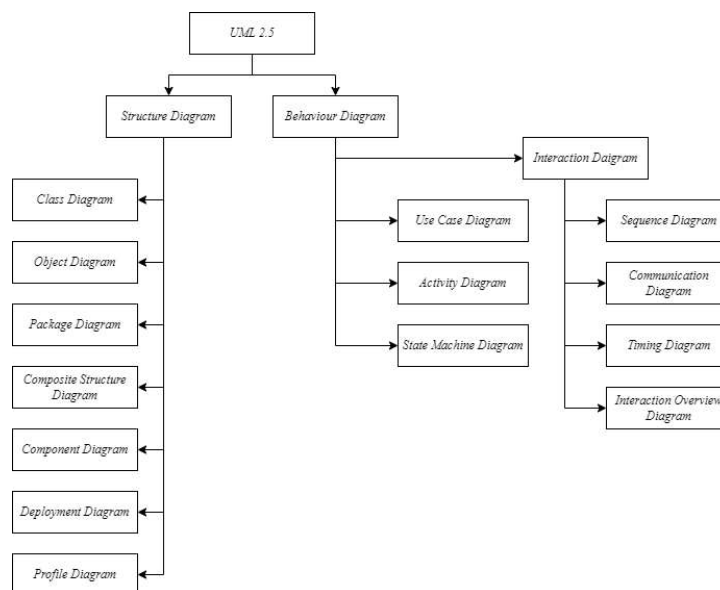 UML 2.5
Structure Diagram
Behaviour Diagram
Interaction Daigram
Class Diagram
Use Case Diagram
Sequence Diagram
Object Diagram
Activity Diagram
Communication
Diagram
Package Diagram
State Machine Diagram
Timing Diagram
Composite Structure
Diagram
Interaction Overview
Diagram
Component Diagram
Deployment Diagram
Profile Diagram